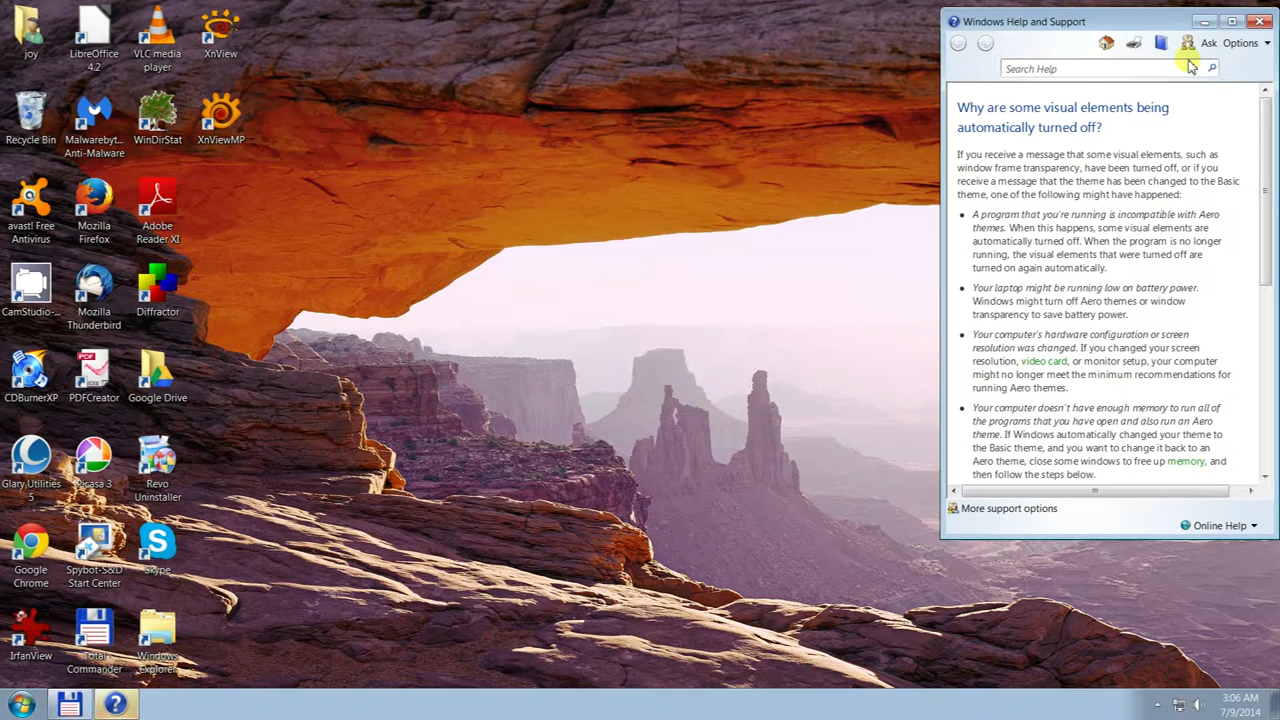 joy
LibreOffice
4.2
VLC media
player
XnView
Recycle Bin
Malwarebyt...
Anti-Malware
WinDirStat
XnViewMP
avast! Free
Antivirus
Mozilla
Firefox
Adobe
Reader XI
CamStudio-...
Mozilla
Thunderbird
Diffractor
CDBurnerXP
PDFCreator
Google Drive
Glary Utilities
5
Picasa 3
Revo
Uninstaller
Google
Chrome
Spybot-S&D
Start Center
Skype
IrfanView
Total
Commander
Windows
Explorer
Windows Help and Support
Ask Options
Search Help
Why are some visual elements being
automatically turned off?
If you receive a message that some visual elements, such as
window frame transparency, have been turned off, or if you
receive a message that the theme has been changed to the Basic
theme, one of the following might have happened:
• A program that you're running is incompatible with Aero
themes. When this happens, some visual elements are
automatically turned off. When the program is no longer
running, the visual elements that were turned off are
turned on again automatically.
• Your laptop might be running low on battery power.
Windows might turn off Aero themes or window
transparency to save battery power.
• Your computer's hardware configuration or screen
resolution was changed. If you changed your screen
resolution, video card, or monitor setup, your computer
might no longer meet the minimum recommendations for
running Aero themes.
• Your computer doesn't have enough memory to run all of
the programs that you have open and also run an Aero
theme. If Windows automatically changed your theme to
the Basic theme, and you want to change it back to an
Aero theme, close some windows to free up memory, and
then follow the steps below.
More support options
Online Help
3:06 AM
7/9/2014